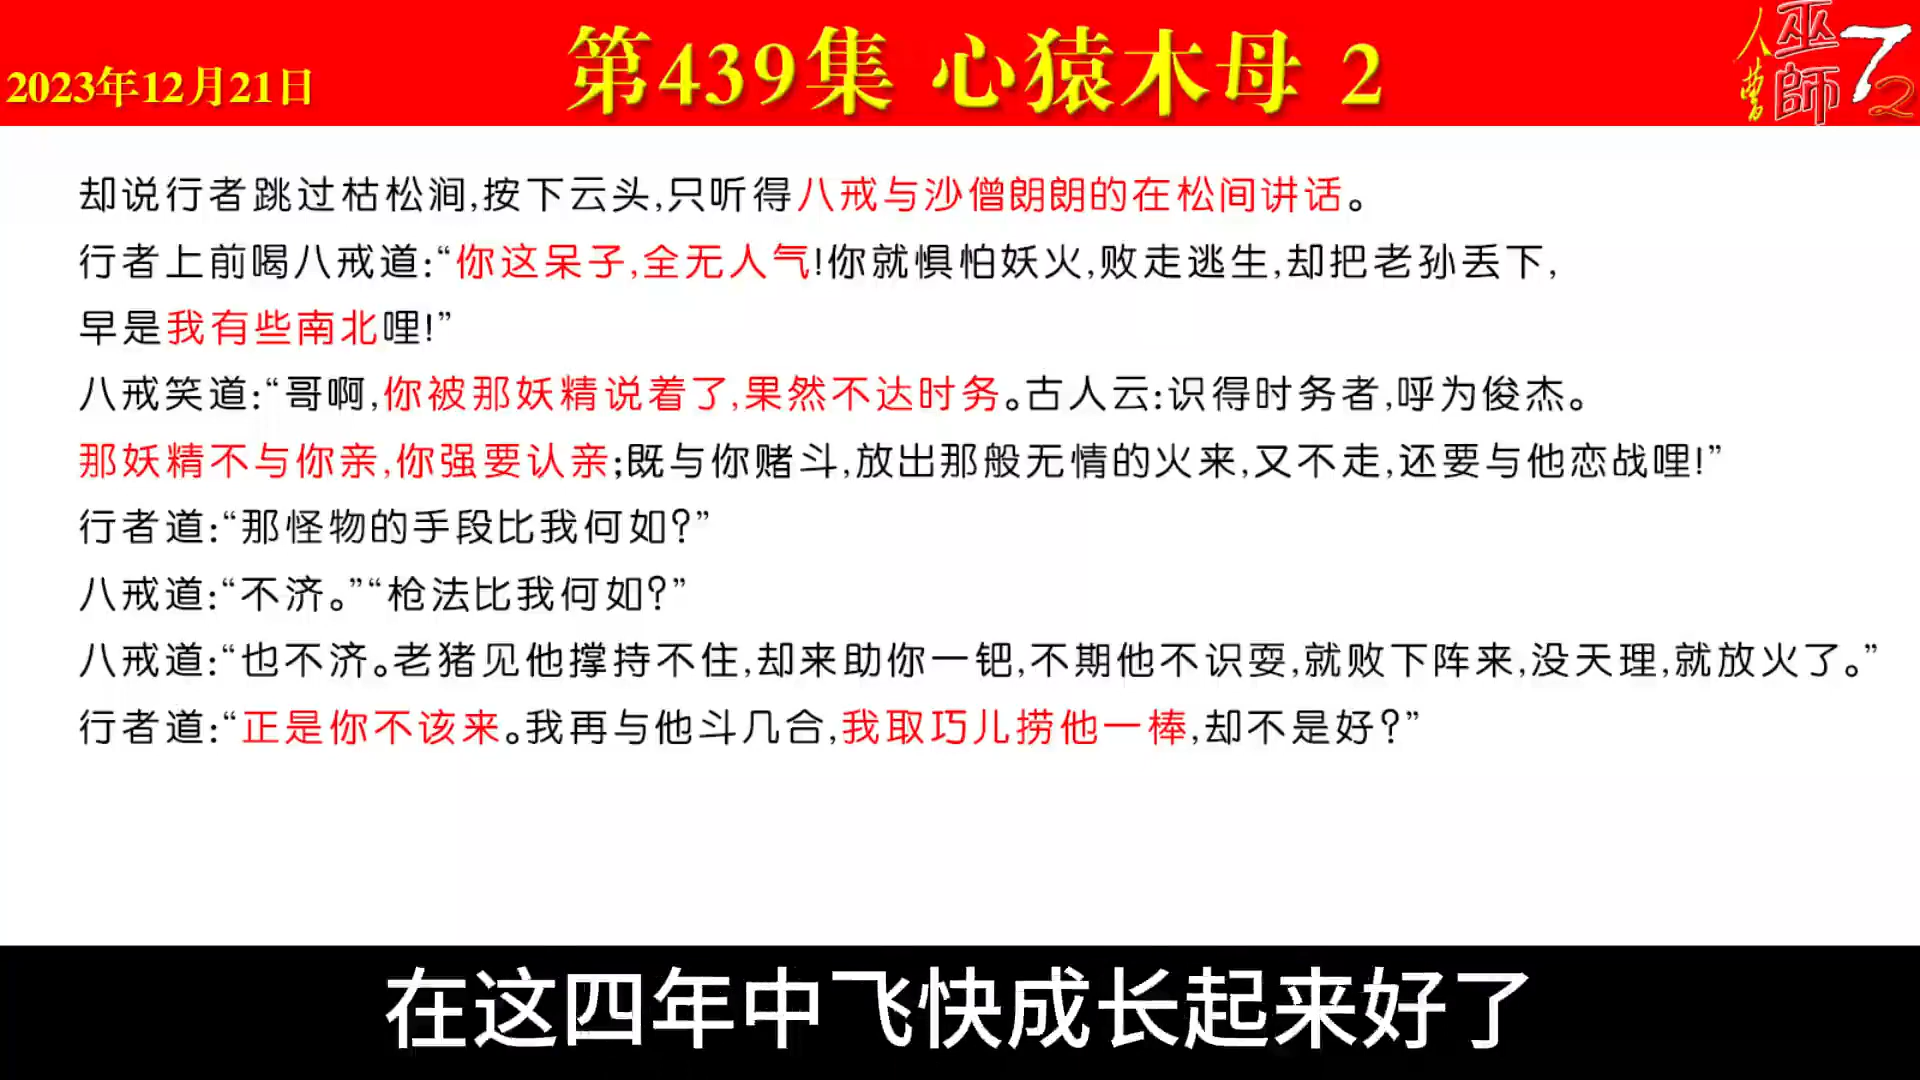 2023年12月21日
第439集 心猿木母 2
人曹
巫師
72
却说行者跳过枯松涧,按下云头,只听得八戒与沙僧朗朗的在松间讲话。
行者上前喝八戒道:“你这呆子,全无人气!你就惧怕妖火,败走逃生,却把老孙丢下,
早是我有些南北哩!”
八戒笑道:“哥啊,你被那妖精说着了,果然不达时务。古人云:识得时务者,呼为俊杰。
那妖精不与你亲,你强要认亲;既与你赌斗,放出那般无情的火来,又不走,还要与他恋战哩!”
行者道:“那怪物的手段比我何如?”
八戒道:“不济。”“枪法比我何如?”
八戒道:“也不济。老猪见他撑持不住,却来助你一钯,不期他不识耍,就败下阵来,没天理,就放火了。”
行者道:“正是你不该来。我再与他斗几合,我取巧儿捞他一棒,却不是好?”
在这四年中飞快成长起来好了